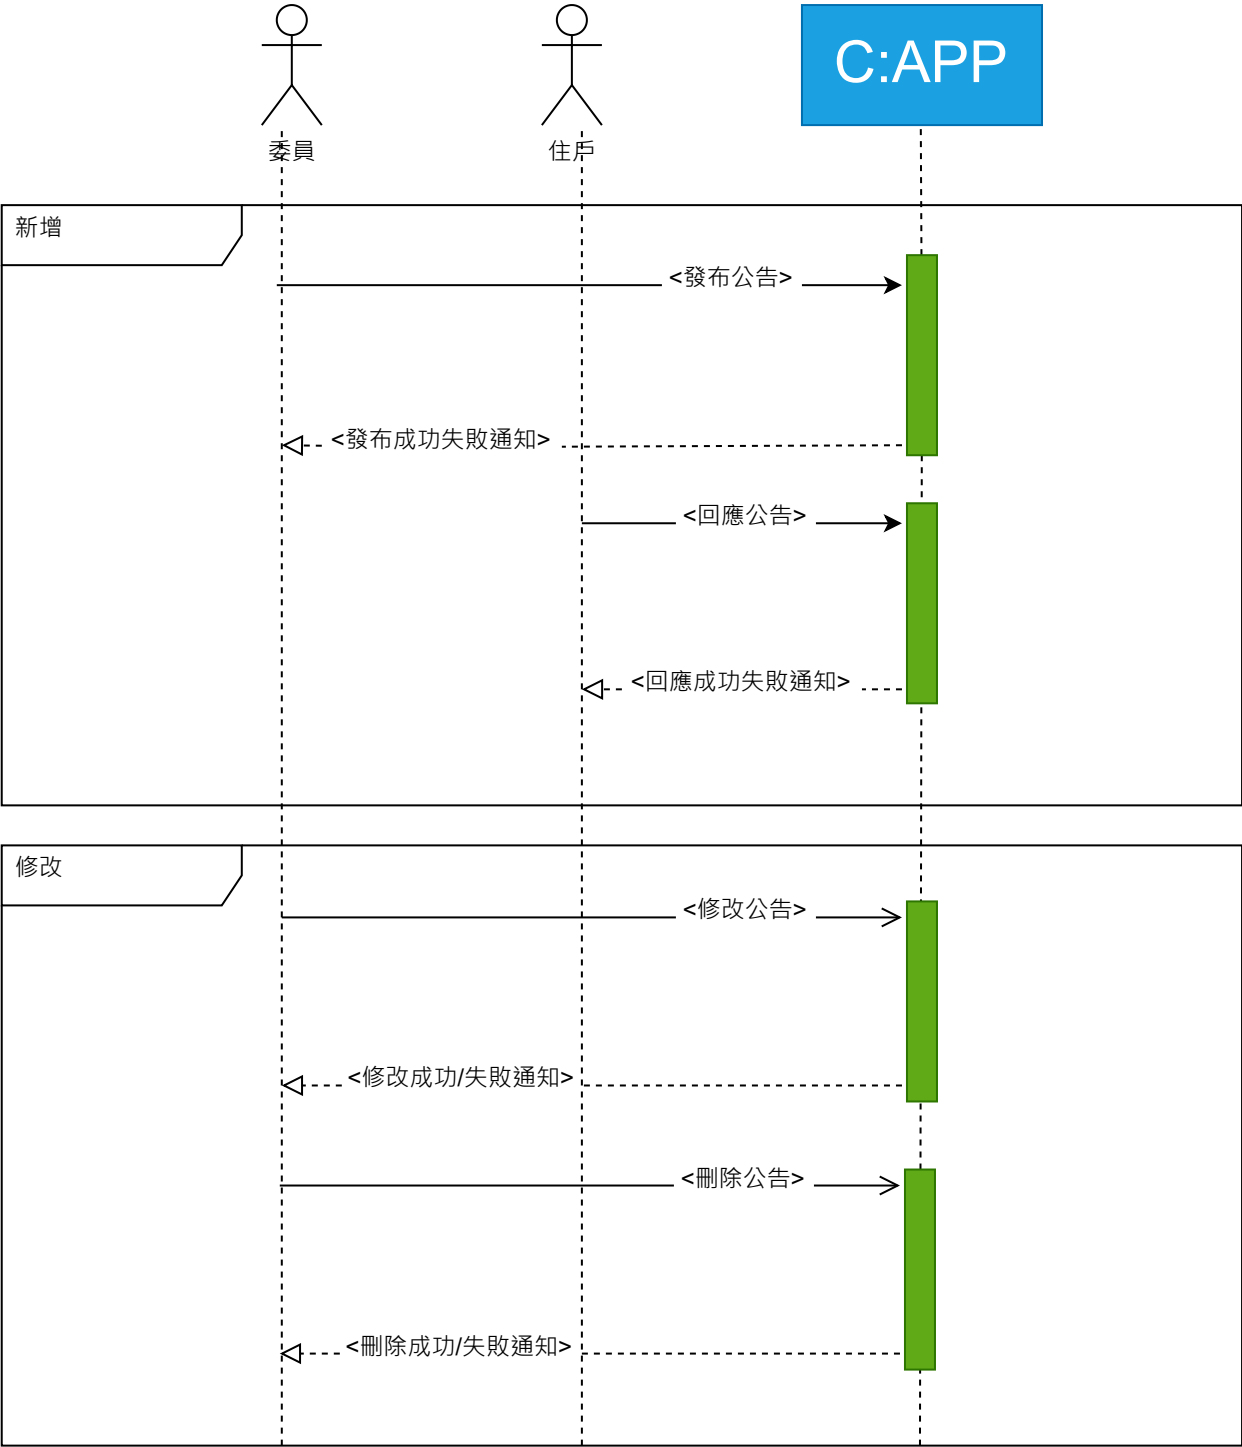 委員
住戶
C:APP
新增
<發布公告>
<發布成功失敗通知>
<回應公告>
<回應成功失敗通知>
修改
<修改公告>
<修改成功/失敗通知>
<刪除公告>
<刪除成功/失敗通知>